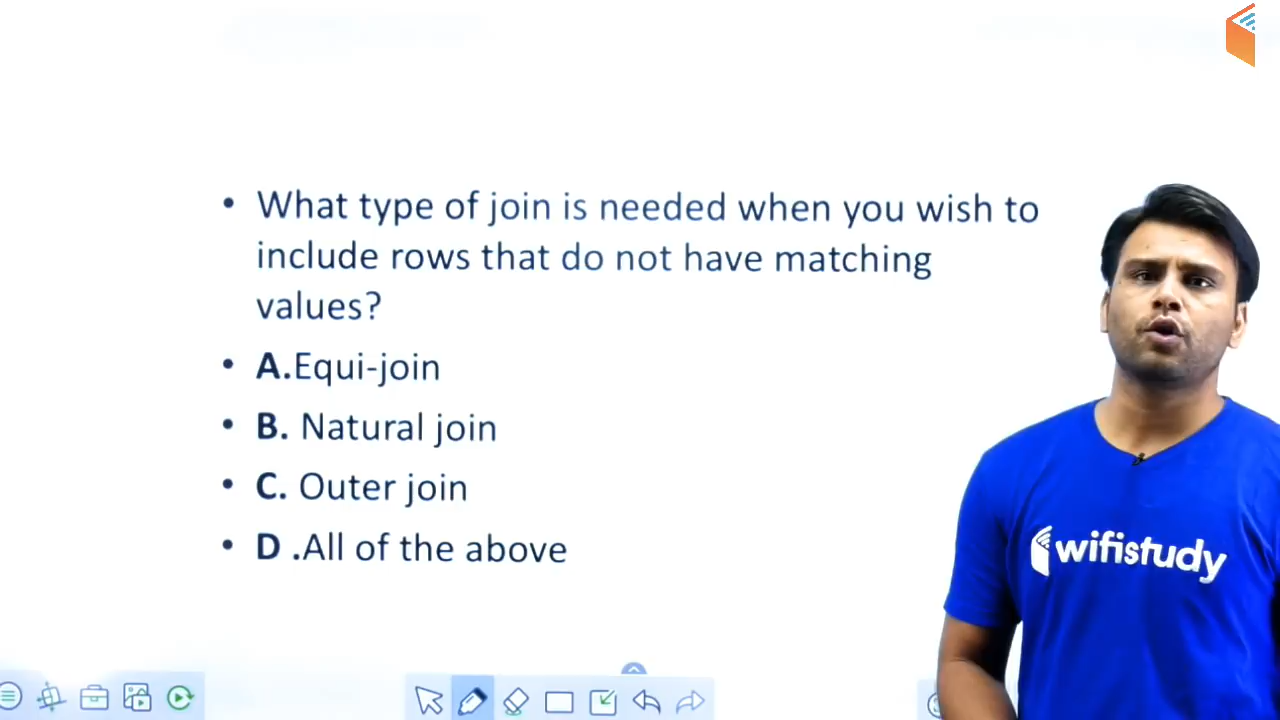 • What type of join is needed when you wish to
include rows that do not have matching
values?
• A.Equi-join
• B. Natural join
• C. Outer join
• D .All of the above
wifistudy